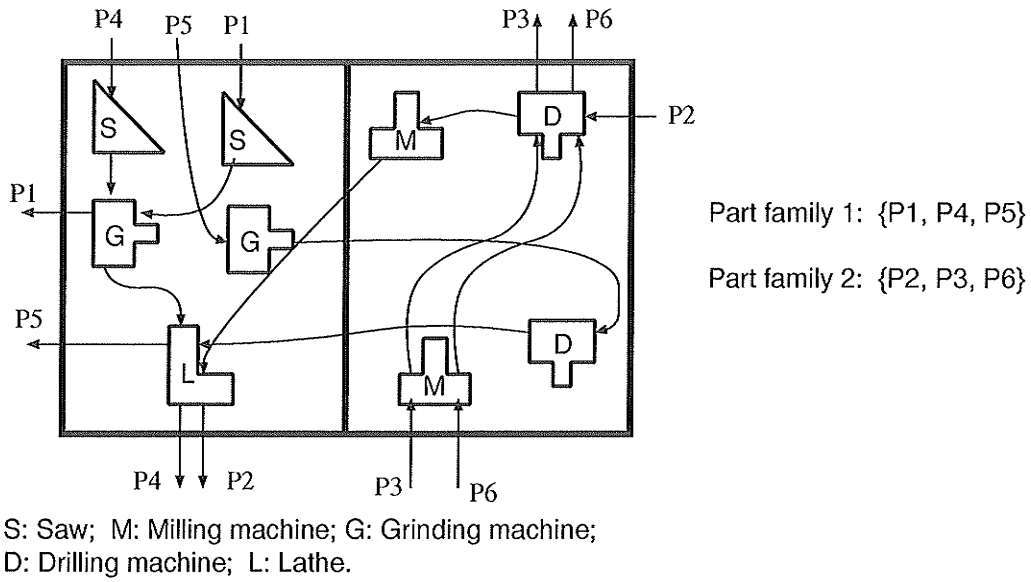 P4 P5 P1 P3 P6
S S M D P2
P1 G G
Part family 1: {P1, P4, P5}
Part family 2: {P2, P3, P6}
P5 L M D
P4 P2 P3 P6
S: Saw; M: Milling machine; G: Grinding machine;
D: Drilling machine; L: Lathe.